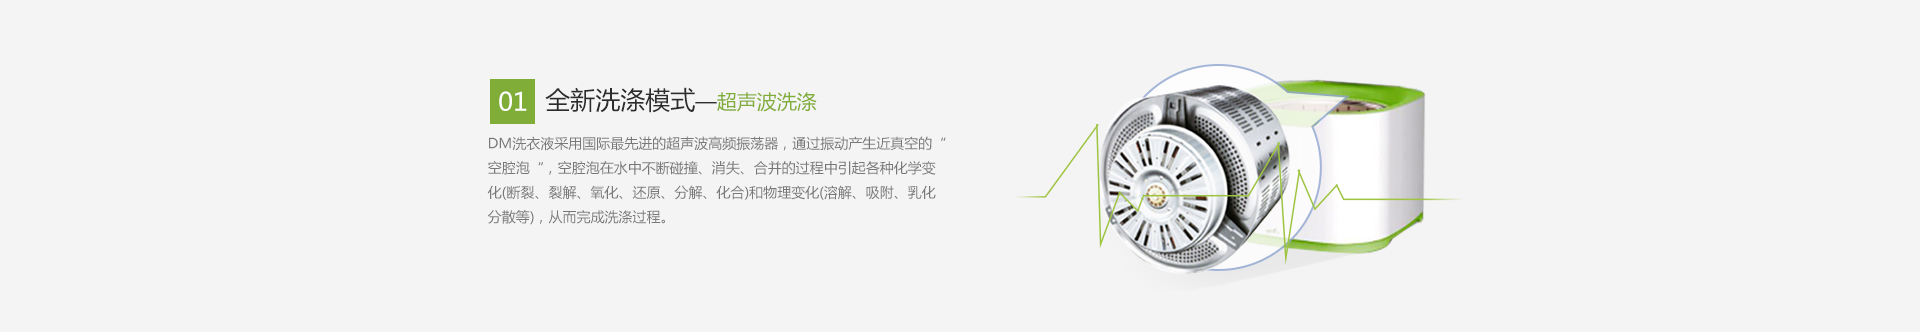 01 全新洗涤模式—超声波洗涤
DM洗衣液采用国际最先进的超声波高频振荡器，通过振动产生近真空的“
空腔泡“，空腔泡在水中不断碰撞、消失、合并的过程中引起各种化学变
化(断裂、裂解、氧化、还原、分解、化合)和物理变化(溶解、吸附、乳化
分散等)，从而完成洗涤过程。